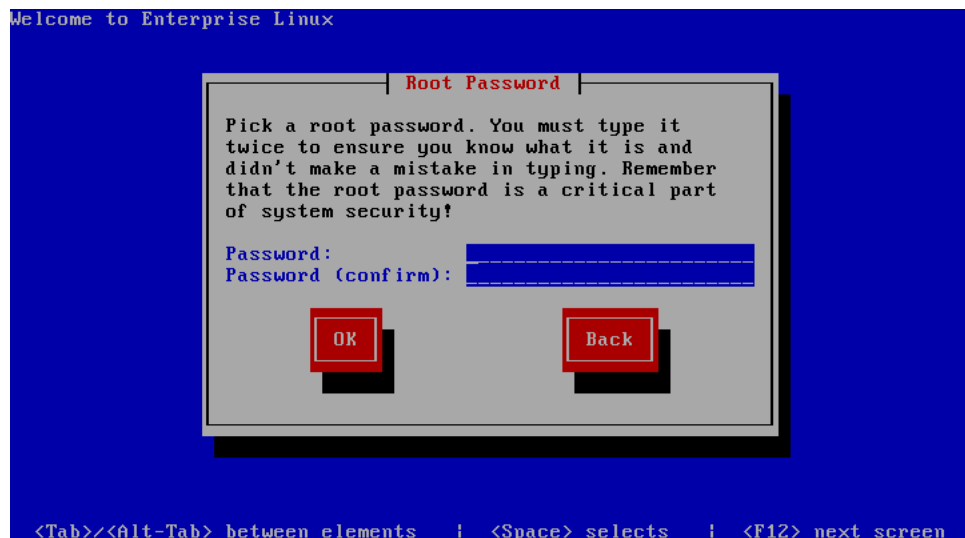 Welcome to Enterprise Linux
Root Password
Pick a root password. You must type it
twice to ensure you know what it is and
didn't make a mistake in typing. Remember
that the root password is a critical part
of system security!
Password:
Password (confirm):
OK Back
<Tab>/<Alt-Tab> between elements | <Space> selects | <F12> next screen